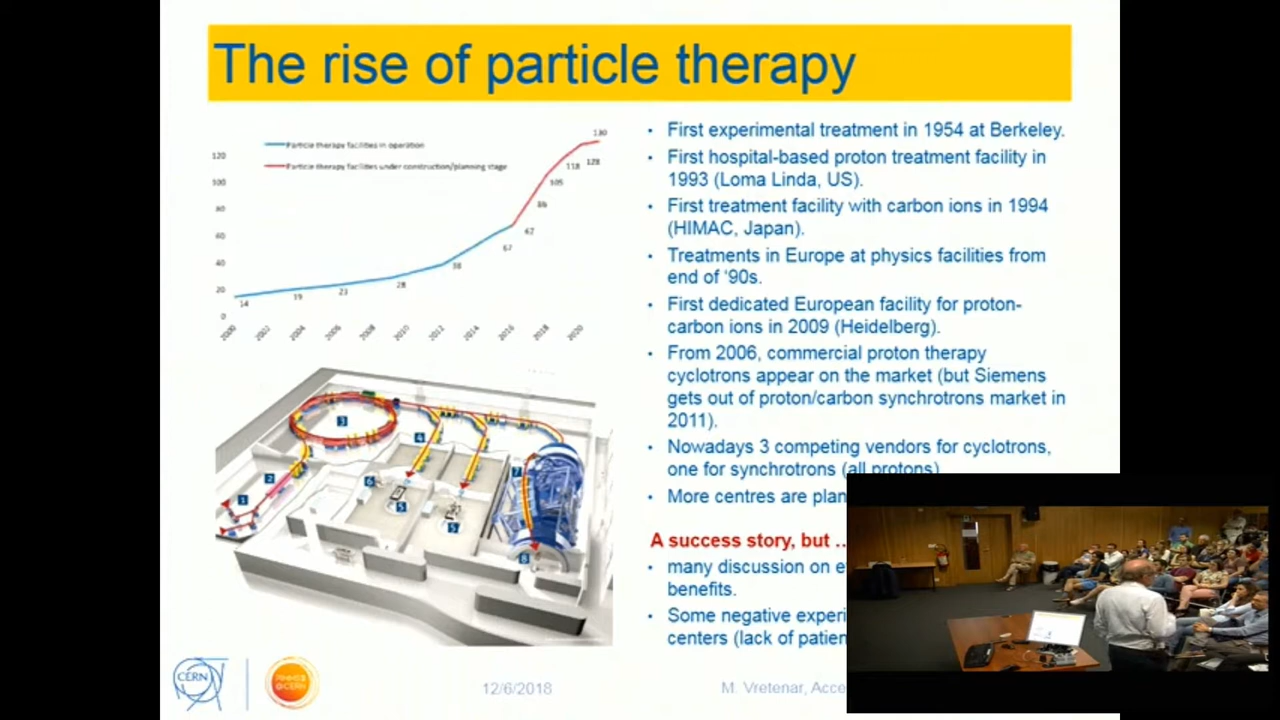 The rise of particle therapy
Particle therapy facilities in operation
Particle therapy facilities under construction/planning stage
120
100
80
60
40
20
0
14
19
23
28
38
67
67
86
105
118
128
130
2000
2002
2004
2006
2008
2010
2012
2014
2016
2018
2020
1
2
3
4
5
5
6
7
8
• First experimental treatment in 1954 at Berkeley.
• First hospital-based proton treatment facility in
1993 (Loma Linda, US).
• First treatment facility with carbon ions in 1994
(HIMAC, Japan).
• Treatments in Europe at physics facilities from
end of ‘90s.
• First dedicated European facility for proton-
carbon ions in 2009 (Heidelberg).
• From 2006, commercial proton therapy
cyclotrons appear on the market (but Siemens
gets out of proton/carbon synchrotrons market in
2011).
• Nowadays 3 competing vendors for cyclotrons,
one for synchrotrons (all protons)
• More centres are plan
A success story, but ..
• many discussion on e
benefits.
• Some negative experi
centers (lack of patien
CERN
@CERN
12/6/2018
M. Vretenar, Acce